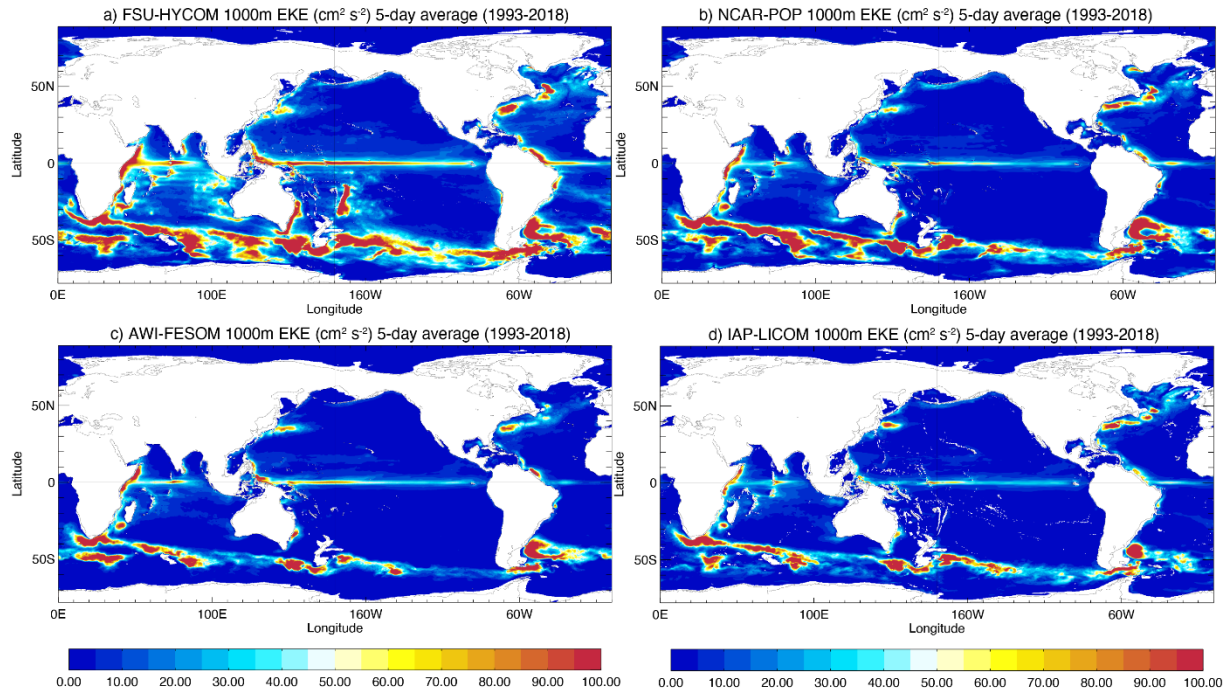 a) FSU-HYCOM 1000m EKE (cm² s⁻²) 5-day average (1993-2018)
Latitude
50N
0
50S
0E
100E
160W
60W
Longitude
b) NCAR-POP 1000m EKE (cm² s⁻²) 5-day average (1993-2018)
Latitude
50N
0
50S
0E
100E
160W
60W
Longitude
c) AWI-FESOM 1000m EKE (cm² s⁻²) 5-day average (1993-2018)
Latitude
50N
0
50S
0E
100E
160W
60W
Longitude
d) IAP-LICOM 1000m EKE (cm² s⁻²) 5-day average (1993-2018)
Latitude
50N
0
50S
0E
100E
160W
60W
Longitude
0.00 10.00 20.00 30.00 40.00 50.00 60.00 70.00 80.00 90.00 100.00
0.00 10.00 20.00 30.00 40.00 50.00 60.00 70.00 80.00 90.00 100.00